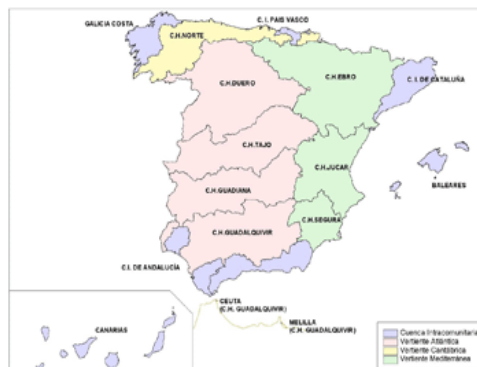 GALICIA COSTA
C. I. PAIS VASCO
C.H.NORTE
C.H.DUERO
C.H.EBRO
C. I. DE CATALUÑA
C.H.TAJO
C.H.JUCAR
BALEARES
C.H.GUADIANA
C.H.SEGURA
C.H.GUADALQUIVIR
C.I. DE ANDALUCÍA
CEUTA
(C.H. GUADALQUIVIR)
MELILLA
(C.H. GUADALQUIVIR)
CANARIAS
Cuenca Intracomunitaria
Vertiente Atlántica
Vertiente Cantábrica
Vertiente Mediterránea